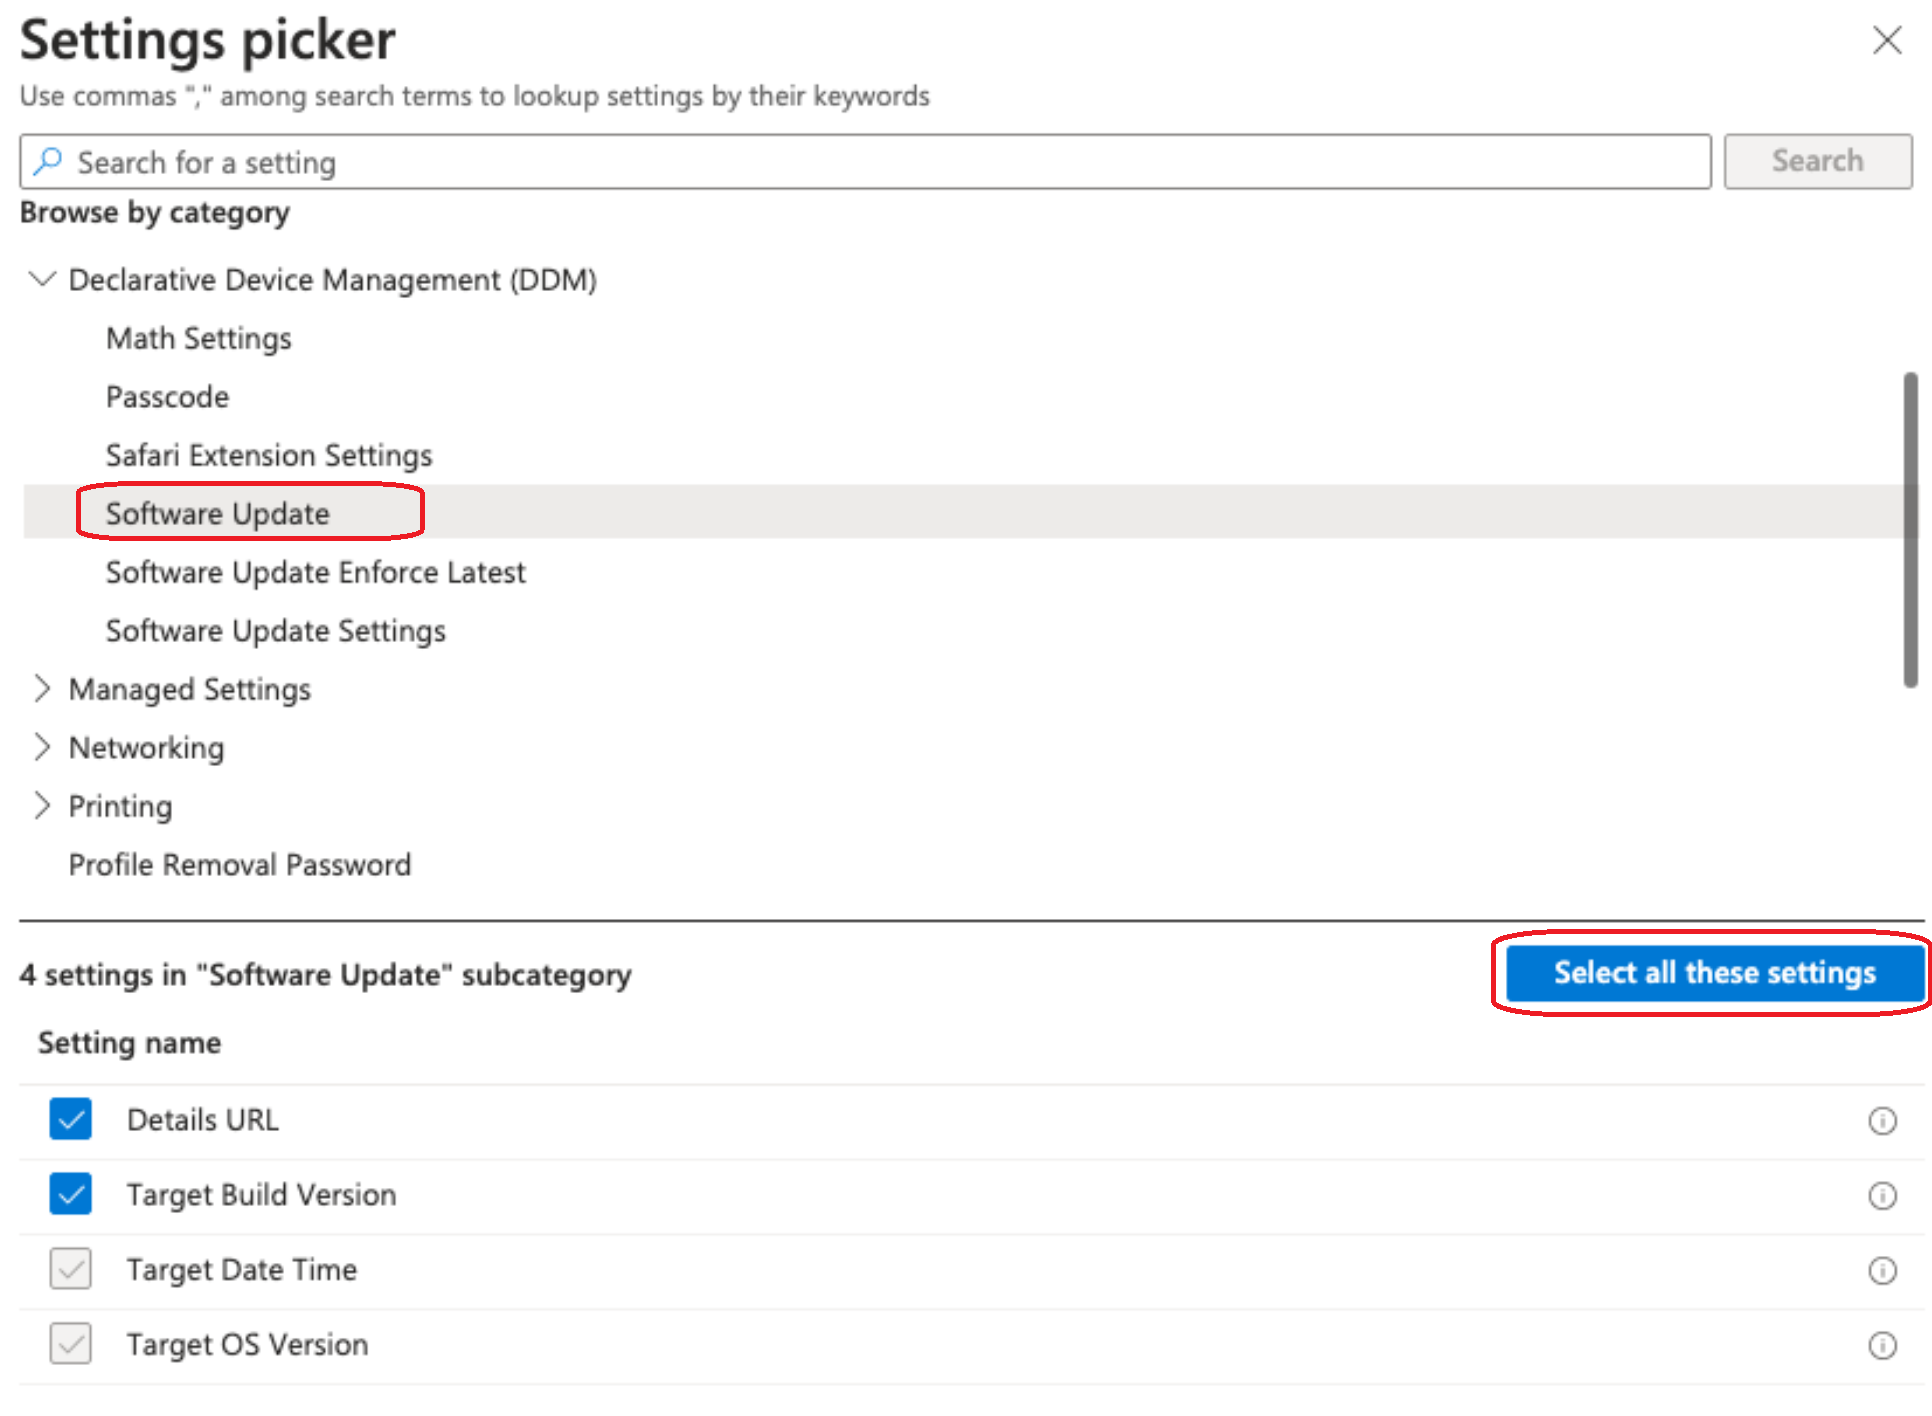 Settings picker
Use commas "," among search terms to lookup settings by their keywords
Search for a setting
Search
Browse by category
Declarative Device Management (DDM)
Math Settings
Passcode
Safari Extension Settings
Software Update
Software Update Enforce Latest
Software Update Settings
Managed Settings
Networking
Printing
Profile Removal Password
4 settings in "Software Update" subcategory
Select all these settings
Setting name
Details URL
Target Build Version
Target Date Time
Target OS Version